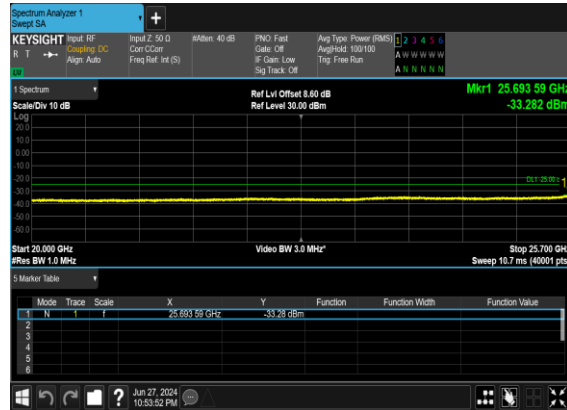 Spectrum Analyzer 1
Swept SA
+
KEYSIGHT Input: RF Input Z: 50 Ω #Atten: 40 dB PNO: Fast Avg Type: Power (RMS) 1 2 3 4 5 6
R T Coupling: DC Corr CCorr Gate: Off Avg|Hold: 100/100 A W W W W W
Align: Auto Freq Ref: Int (S) IF Gain: Low Trig: Free Run
Sig Track: Off A N N N N N
1 Spectrum Ref Lvl Offset 8.60 dB Mkr1 25.693 59 GHz
Scale/Div 10 dB Ref Level 30.00 dBm -33.282 dBm
Log
20.0
10.0
0.00
-10.0
-20.0 DL1 -25.00
1
-30.0
-40.0
-50.0
-60.0
Start 20.000 GHz Video BW 3.0 MHz* Stop 25.700 GHz
#Res BW 1.0 MHz Sweep 10.7 ms (40001 pts
5 Marker Table
Mode Trace Scale X Y Function Function Width Function Value
1 N 1 f 25.693 59 GHz -33.28 dBm
2
3
4
5
6
? Jun 27, 2024
10:53:52 PM